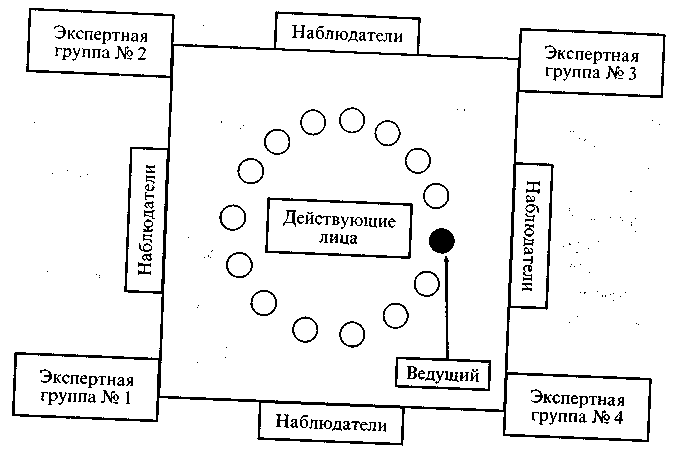 Наблюдатели
Экспертная
группа № 2
Экспертная
группа № 3
Наблюдатели
Действующие
лица
Наблюдатели
Ведущий
Экспертная
группа № 1
Наблюдатели
Экспертная
группа № 4